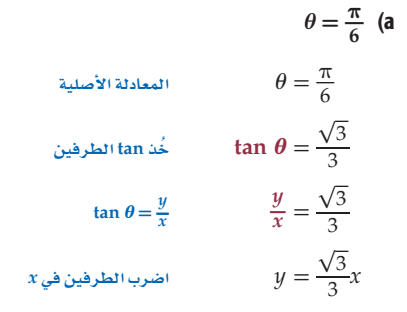 (a θ = π/6
θ = π/6 المعادلة الأصلية
tan θ = √3/3 خُذ tan الطرفين
y/x = √3/3 tan θ = y/x
y = √3/3 x اضرب الطرفين في x